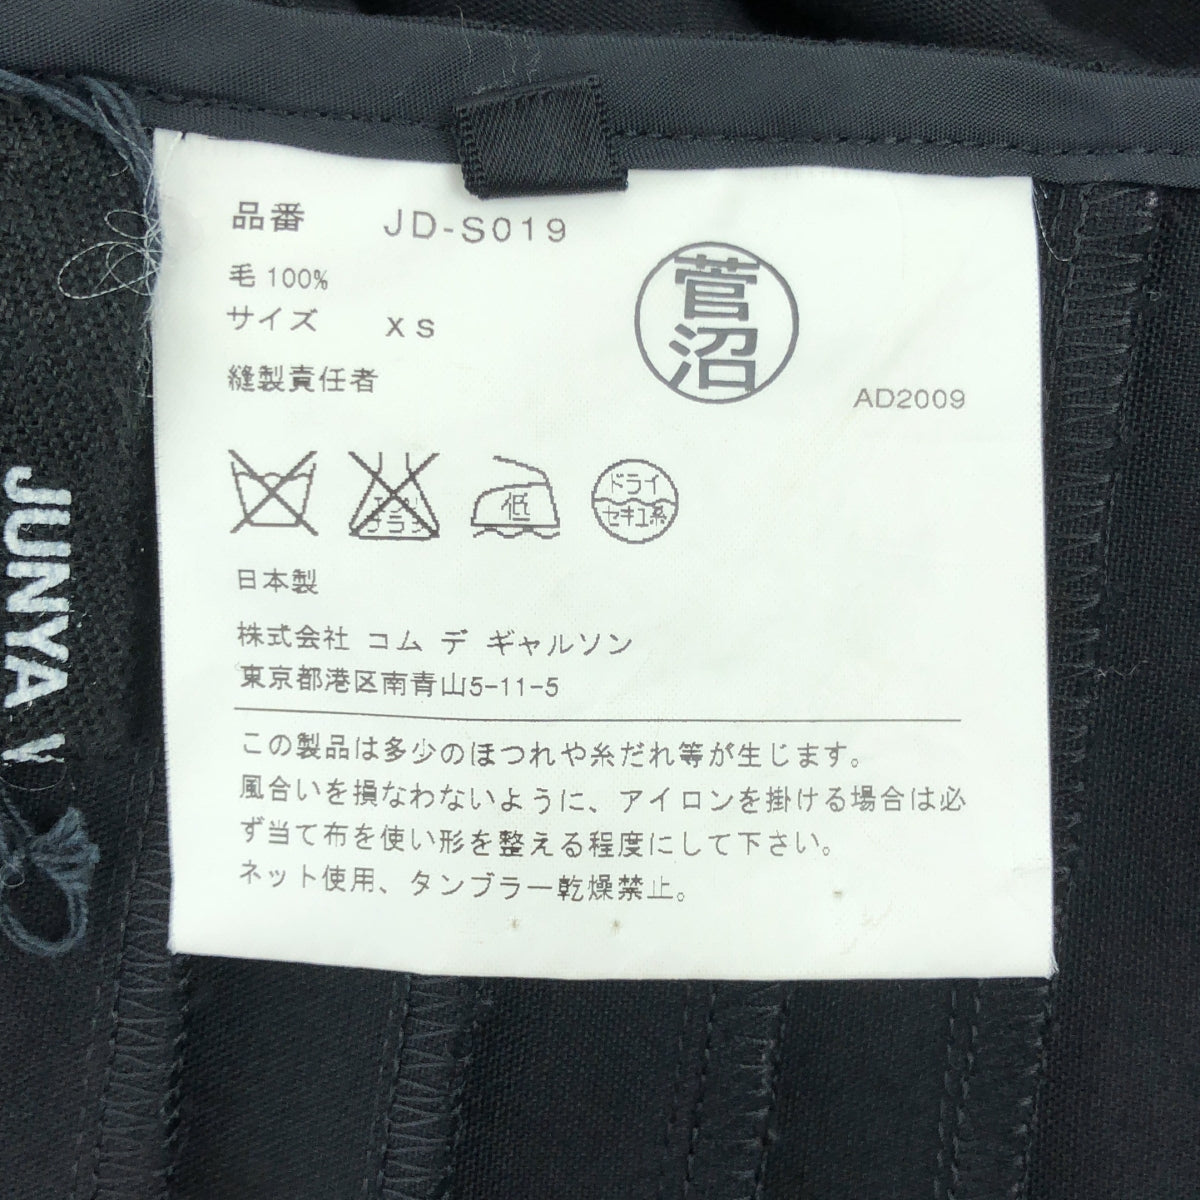 品番 JD-S019
毛 100%
サイズ XS
縫製責任者
菅沼
AD2009
エンソ
ブラシ
低
ドライ
セキユ系
日本製
株式会社 コム デ ギャルソン
東京都港区南青山5-11-5
この製品は多少のほつれや糸だれ等が生じます。
風合いを損なわないように、アイロンを掛ける場合は必
ず当て布を使い形を整える程度にして下さい。
ネット使用、タンブラー乾燥禁止。
JUNYA